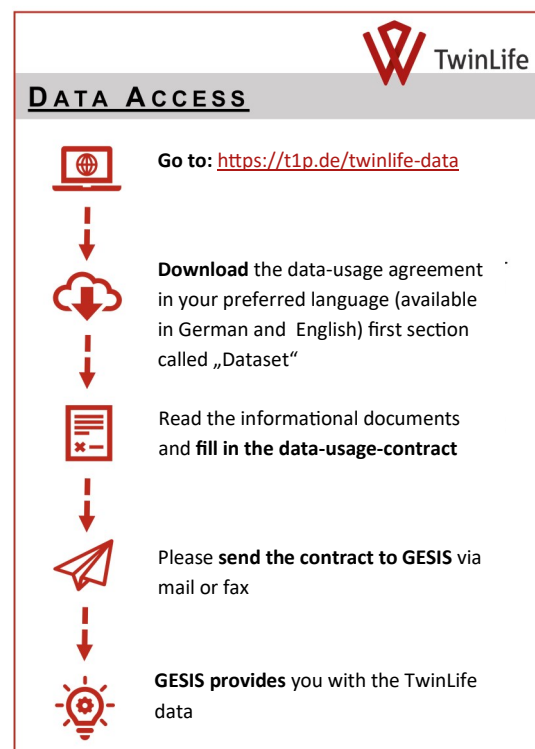 TwinLife
DATA ACCESS
Go to: https://t1p.de/twinlife-data
Download the data-usage agreement
in your preferred language (available
in German and  English) first section
called „Dataset“
Read the informational documents
and fill in the data-usage-contract
Please send the contract to GESIS via
mail or fax
GESIS provides you with the TwinLife
data